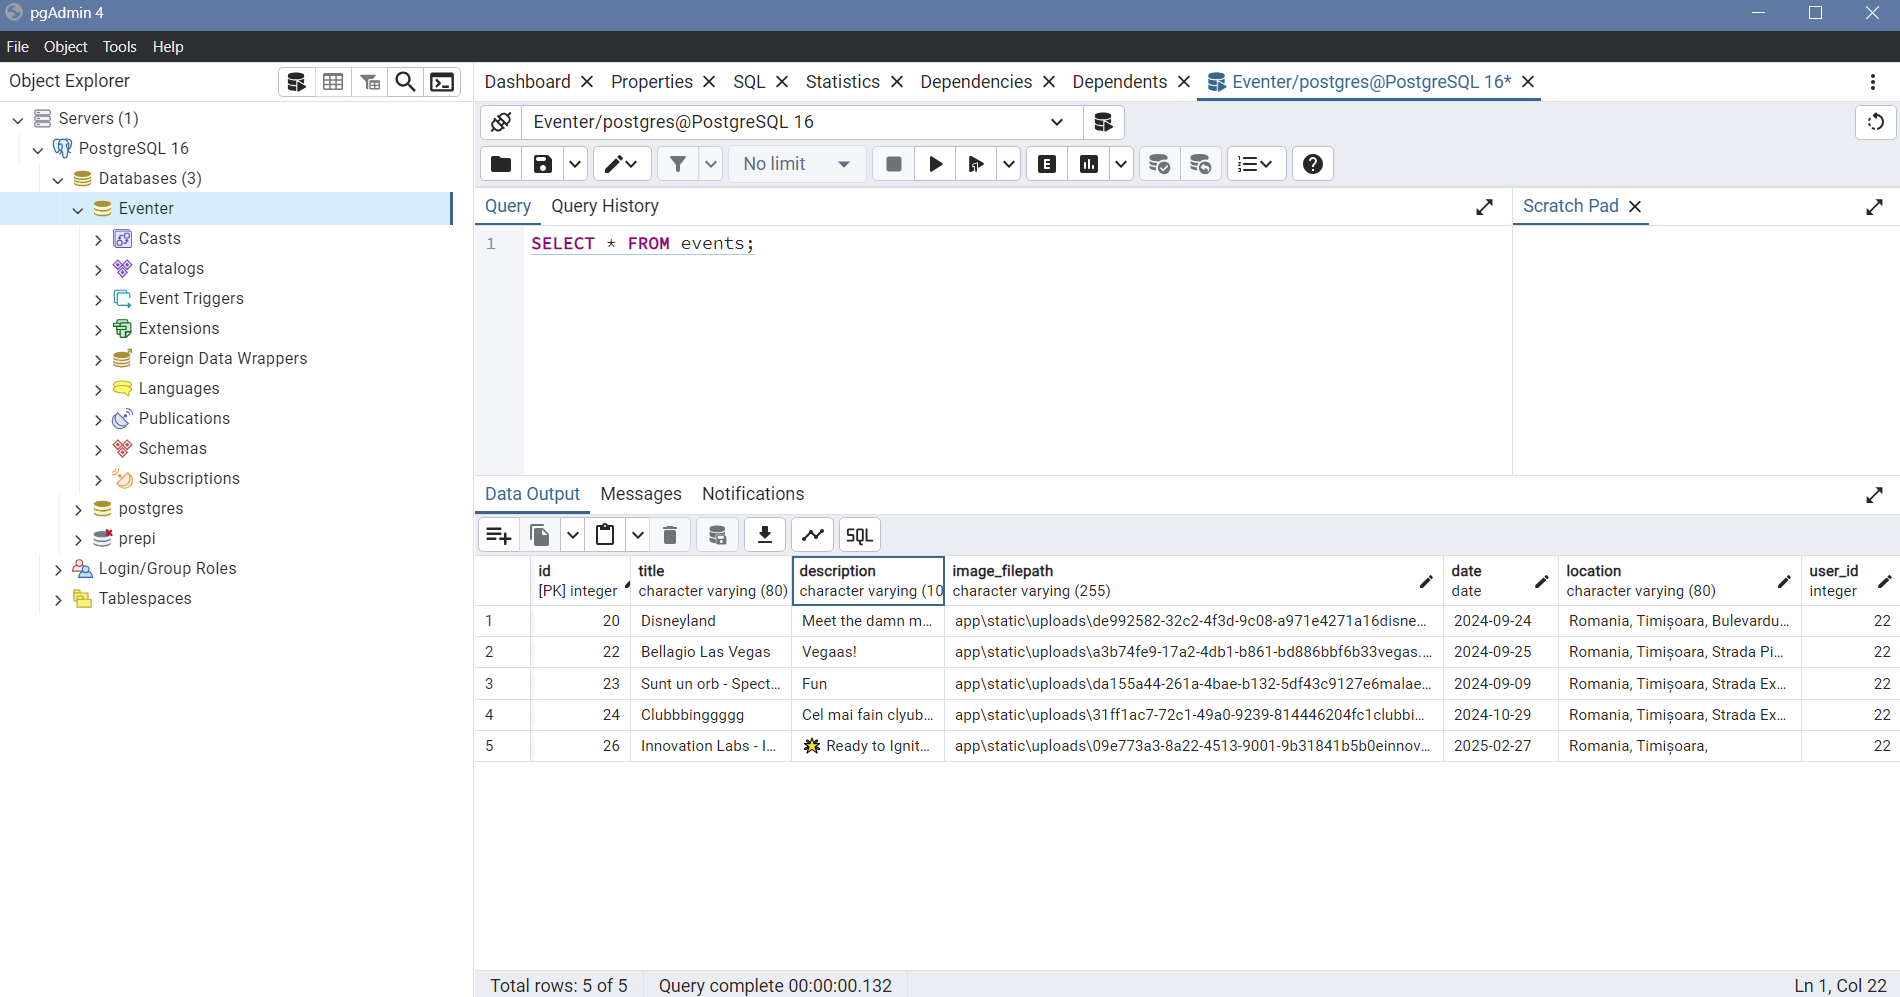 pgAdmin 4
File Object Tools Help
Object Explorer
Servers (1)
PostgreSQL 16
Databases (3)
Eventer
Casts
Catalogs
Event Triggers
Extensions
Foreign Data Wrappers
Languages
Publications
Schemas
Subscriptions
postgres
prepi
Login/Group Roles
Tablespaces
Dashboard Properties SQL Statistics Dependencies Dependents Eventer/postgres@PostgreSQL 16*
Eventer/postgres@PostgreSQL 16
No limit E
Query Query History Scratch Pad
1 SELECT * FROM events;
Data Output Messages Notifications
SQL
id title description image_filepath date location user_id
[PK] integer character varying (80) character varying (10 character varying (255) date character varying (80) integer
1 20 Disneyland Meet the damn m... app\static\uploads\de992582-32c2-4f3d-9c08-a971e4271a16disne... 2024-09-24 Romania, Timișoara, Bulevardu... 22
2 22 Bellagio Las Vegas Vegaas! app\static\uploads\a3b74fe9-17a2-4db1-b861-bd886bbf6b33vegas.... 2024-09-25 Romania, Timișoara, Strada Pi... 22
3 23 Sunt un orb - Spect... Fun app\static\uploads\da155a44-261a-4bae-b132-5df43c9127e6malae... 2024-09-09 Romania, Timișoara, Strada Ex... 22
4 24 Clubbbinggggg Cel mai fain clyub... app\static\uploads\31ff1ac7-72c1-49a0-9239-814446204fc1clubbi... 2024-10-29 Romania, Timișoara, Strada Ex... 22
5 26 Innovation Labs - I... 🌟 Ready to Ignit... app\static\uploads\09e773a3-8a22-4513-9001-9b31841b5b0einnov... 2025-02-27 Romania, Timișoara, 22
Total rows: 5 of 5 Query complete 00:00:00.132 Ln 1, Col 22